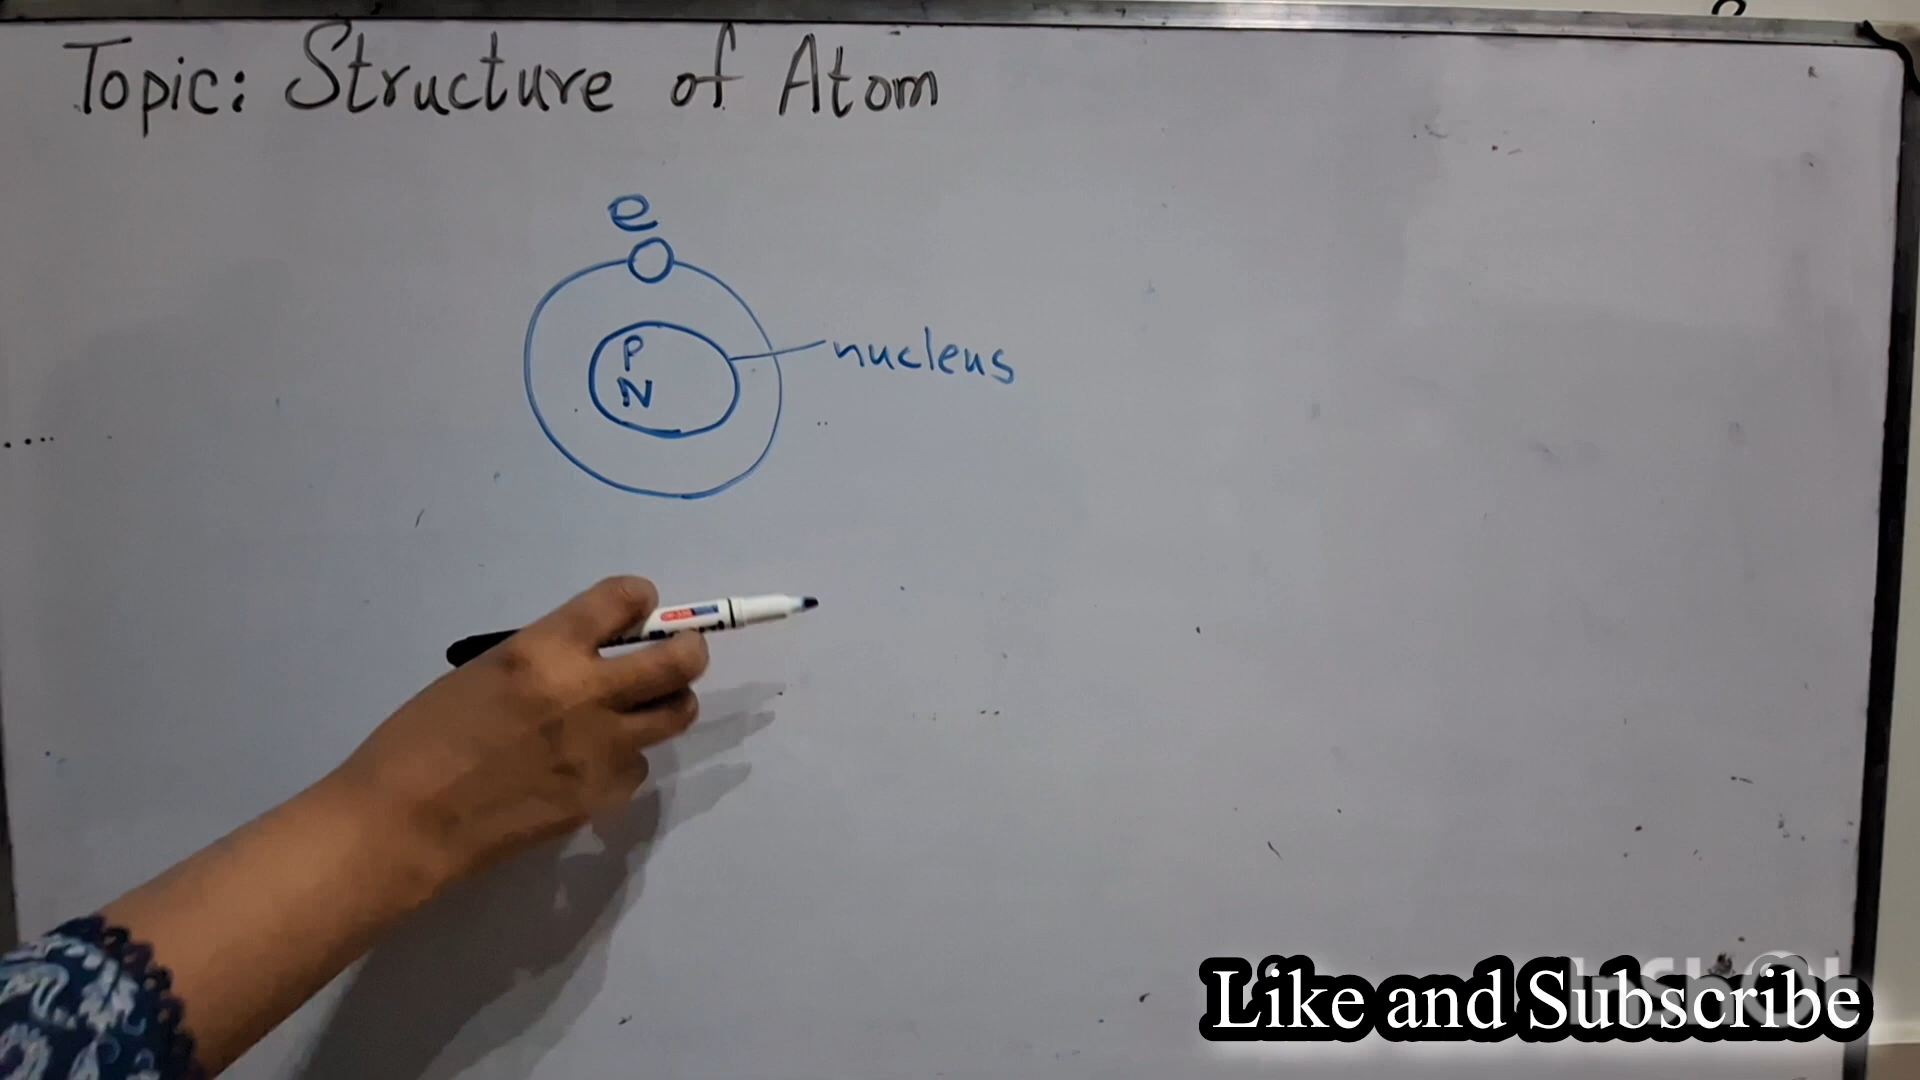 Topic: Structure of Atom
e
P
nucleus
N
Like and Subscribe